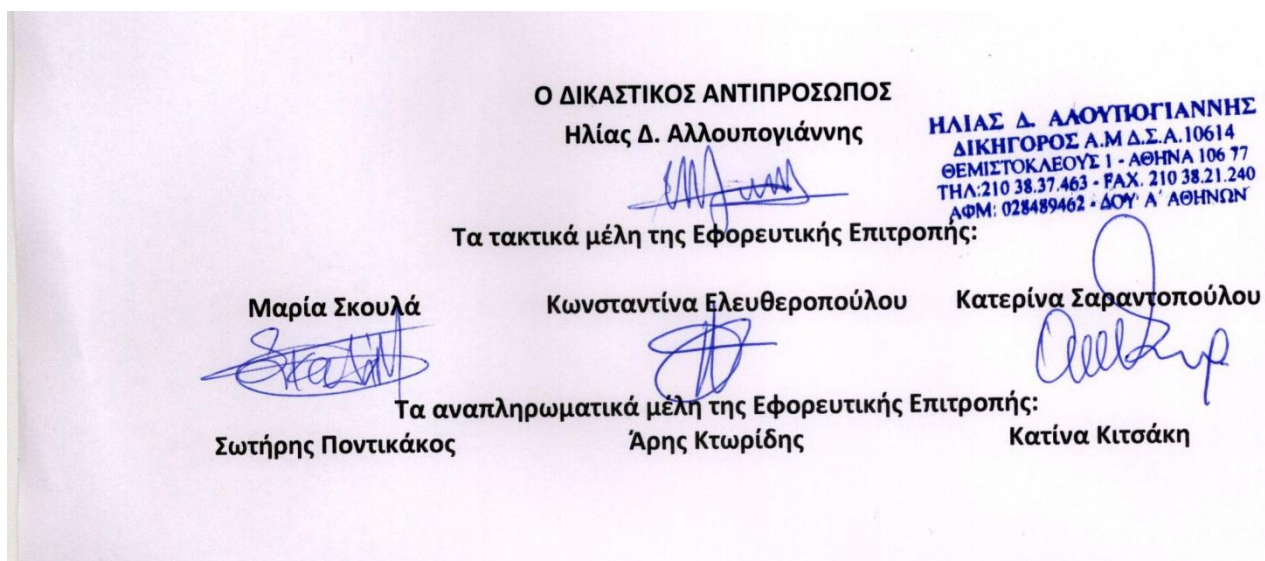 Ο ΔΙΚΑΣΤΙΚΟΣ ΑΝΤΙΠΡΟΣΩΠΟΣ
Ηλίας Δ. Αλλουπογιάννης
ΗΛΙΑΣ Δ. ΑΛΟΥΠΟΓΙΑΝΝΗΣ
ΔΙΚΗΓΟΡΟΣ Α.Μ Δ.Σ.Α.10614
ΘΕΜΙΣΤΟΚΛΕΟΥΣ 1 - ΑΘΗΝΑ 106 77
ΤΗΛ:210 38.37.463 - FAX. 210 38.21.240
ΑΦΜ: 028489462 - ΔΟΥ Α΄ ΑΘΗΝΩΝ
Τα τακτικά μέλη της Εφορευτικής Επιτροπής:
Μαρία Σκουλά Κωνσταντίνα Ελευθεροπούλου Κατερίνα Σαραντοπούλου
Τα αναπληρωματικά μέλη της Εφορευτικής Επιτροπής:
Σωτήρης Ποντικάκος Άρης Κτωρίδης Κατίνα Κιτσάκη